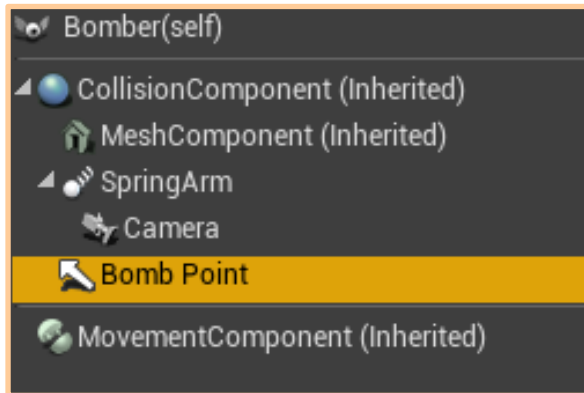 Bomber(self)
CollisionComponent (Inherited)
MeshComponent (Inherited)
SpringArm
Camera
Bomb Point
MovementComponent (Inherited)